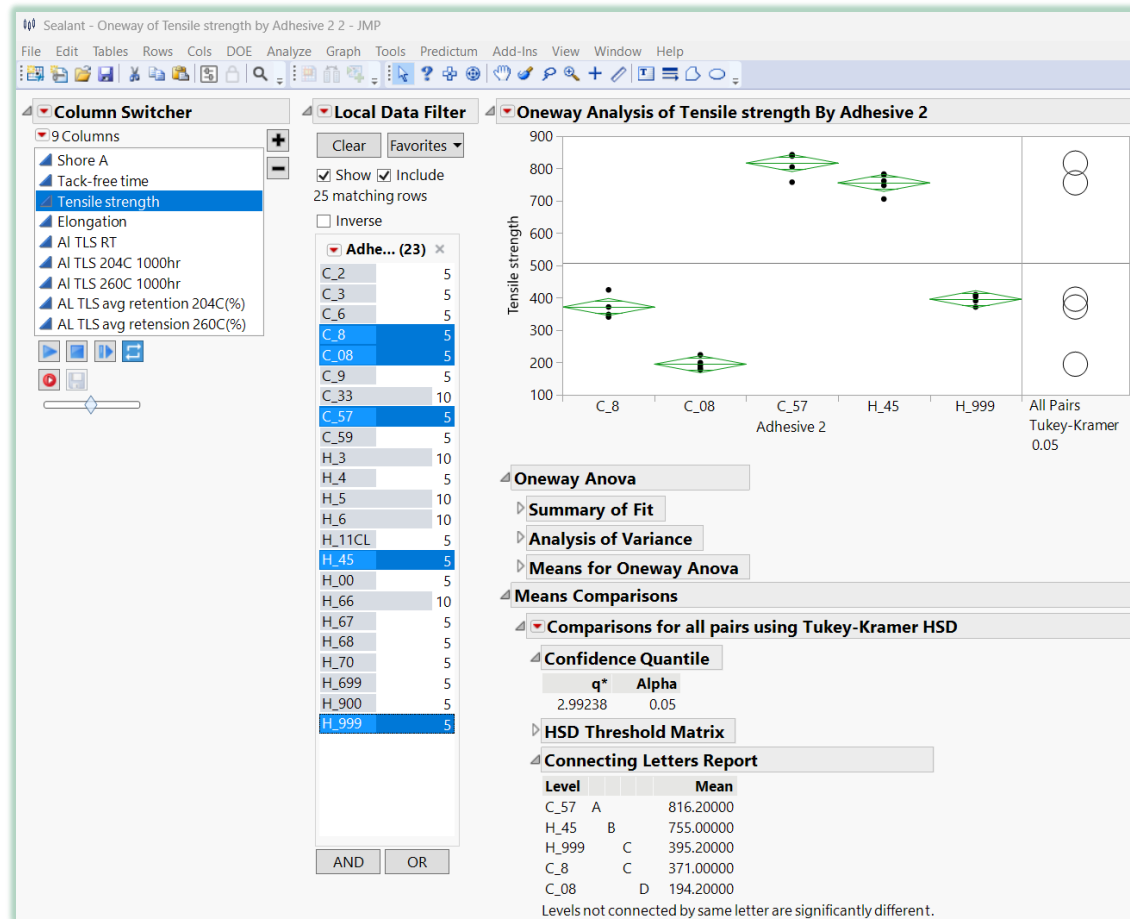 Sealant - Oneway of Tensile strength by Adhesive 2 2 - JMP
File Edit Tables Rows Cols DOE Analyze Graph Tools Predictum Add-Ins View Window Help
Column Switcher
9 Columns
Shore A
Tack-free time
Tensile strength
Elongation
Al TLS RT
Al TLS 204C 1000hr
Al TLS 260C 1000hr
AL TLS avg retention 204C(%)
AL TLS avg retension 260C(%)
Local Data Filter
Clear Favorites
Show Include
25 matching rows
Inverse
Adhe... (23)
C_2 5
C_3 5
C_6 5
C_8 5
C_08 5
C_9 5
C_33 10
C_57 5
C_59 5
H_3 10
H_4 5
H_5 10
H_6 10
H_11CL 5
H_45 5
H_00 5
H_66 10
H_67 5
H_68 5
H_70 5
H_699 5
H_900 5
H_999 5
AND OR
Oneway Analysis of Tensile strength By Adhesive 2
900
800
700
600
500
400
300
200
100
Tensile strength
C_8 C_08 C_57 H_45 H_999
Adhesive 2
All Pairs
Tukey-Kramer
0.05
Oneway Anova
Summary of Fit
Analysis of Variance
Means for Oneway Anova
Means Comparisons
Comparisons for all pairs using Tukey-Kramer HSD
Confidence Quantile
q* Alpha
2.99238 0.05
HSD Threshold Matrix
Connecting Letters Report
Level Mean
C_57 A 816.20000
H_45 B 755.00000
H_999 C 395.20000
C_8 C 371.00000
C_08 D 194.20000
Levels not connected by same letter are significantly different.